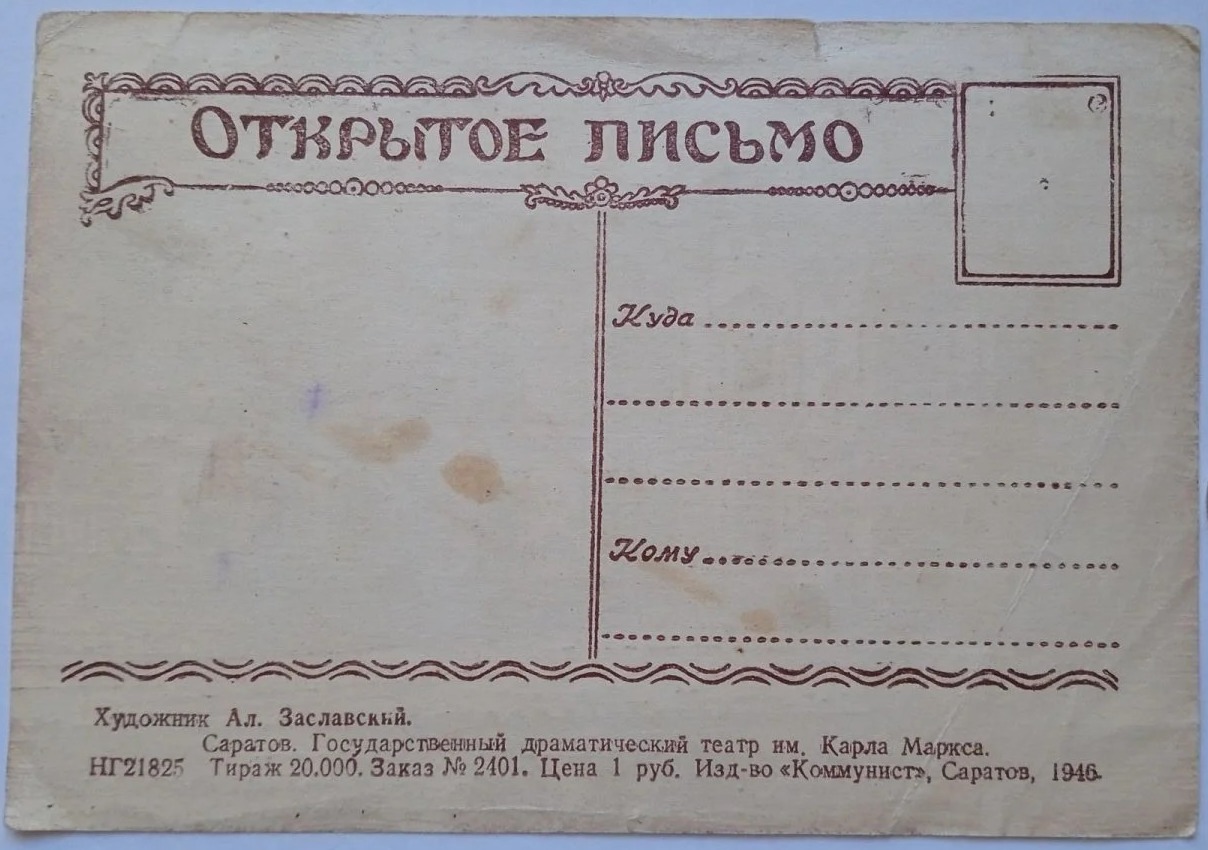 ОТКРЫТОЕ ПИСЬМО
Куда
Кому
Художник Ал. Заславский.
Саратов. Государственный драматический театр им. Карла Маркса.
НГ21825 Тираж 20.000. Заказ № 2401. Цена 1 руб. Изд-во «Коммунист», Саратов, 1946.